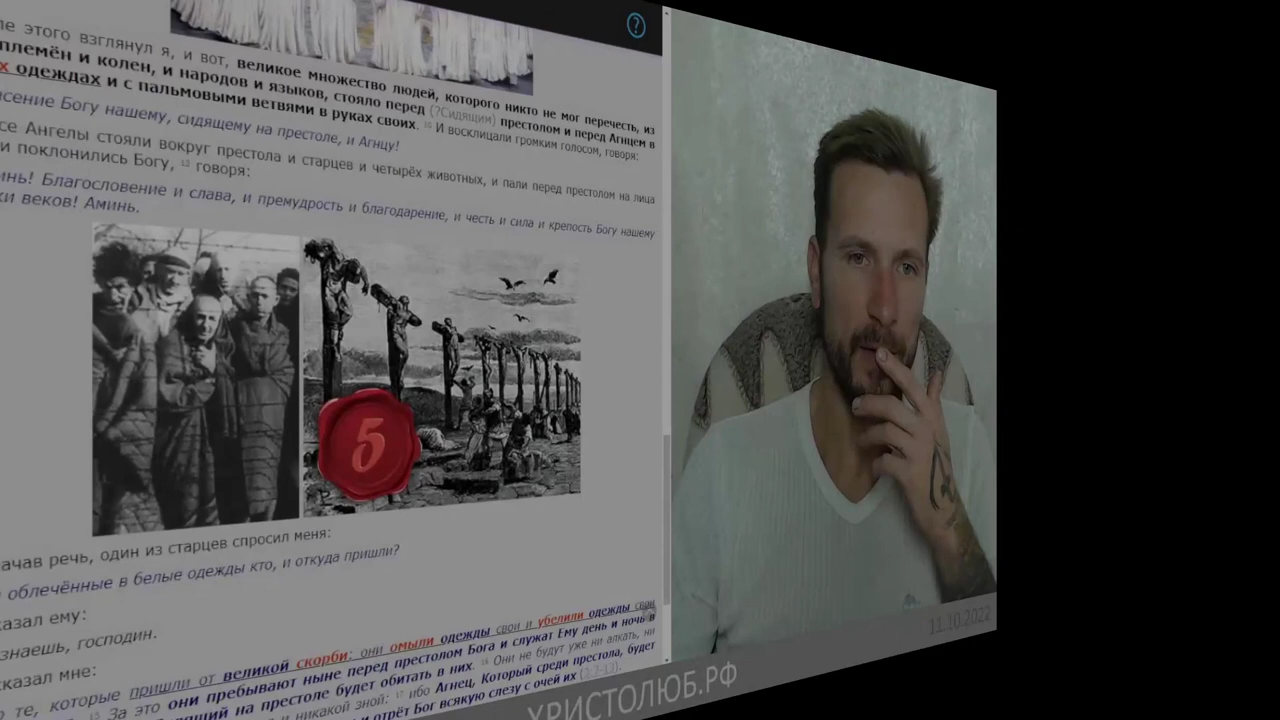 ле этого взглянул я, и вот, великое множество людей, которого никто не мог перечесть, из
племён и колен, и народов и языков, стояло перед (?Сидящим) престолом и перед Агнцем в
х одеждах и с пальмовыми ветвями в руках своих. 10 И восклицали громким голосом, говоря:
асение Богу нашему, сидящему на престоле, и Агнцу!
се Ангелы стояли вокруг престола и старцев и четырёх животных, и пали перед престолом на лица
и поклонились Богу, 12 говоря:
инь! Благословение и слава, и премудрость и благодарение, и честь и сила и крепость Богу нашему
ки веков! Аминь.
5
ачав речь, один из старцев спросил меня:
облечённые в белые одежды кто, и откуда пришли?
казал ему:
знаешь, господин.
сказал мне:
о те, которые пришли от великой скорби; они омыли одежды свои и убелили одежды свои
За это они пребывают ныне перед престолом Бога и служат Ему день и ночь в
дящий на престоле будет обитать в них. 16 Они не будут уже ни алкать, ни
и никакой зной: 17 ибо Агнец, Который среди престола, будет
и отрёт Бог всякую слезу с очей их
11.10.2022
ХРИСТОЛЮБ.РФ